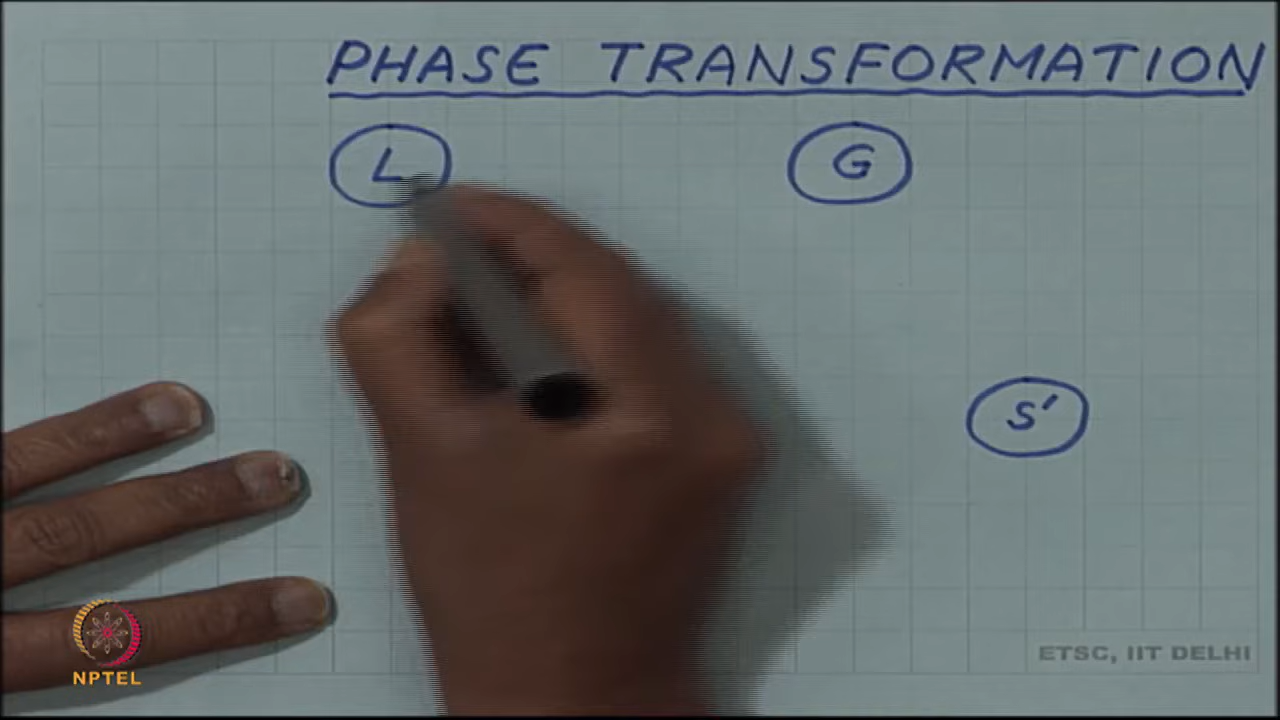 PHASE TRANSFORMATION
L G
S'
ETSC, IIT DELHI
NPTEL